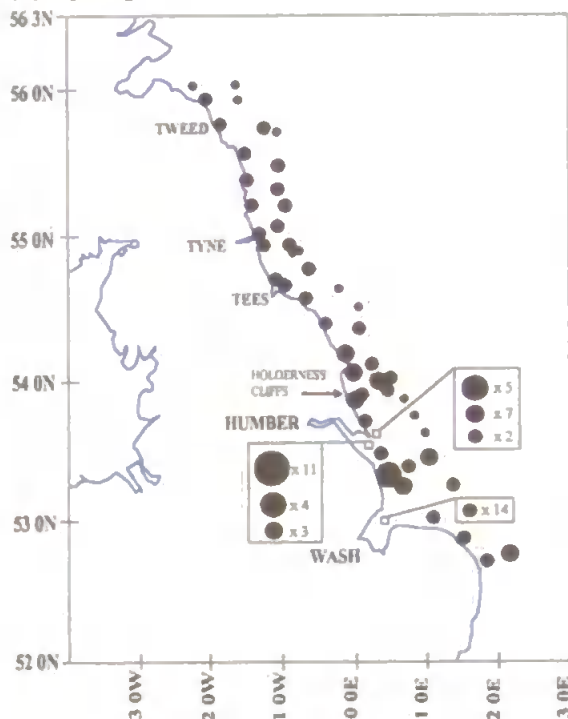 56.3N
56 0N
TWEED
55 0N
TYNE
TEES
54 0N
HOLDERNESS
CLIFFS
x 5
HUMBER
x 7
x 2
x 11
x 4
x 14
x 3
53 0N
WASH
52 0N
3 0W
2 0W
1 0W
0 0E
1 0E
2 0E
3 0